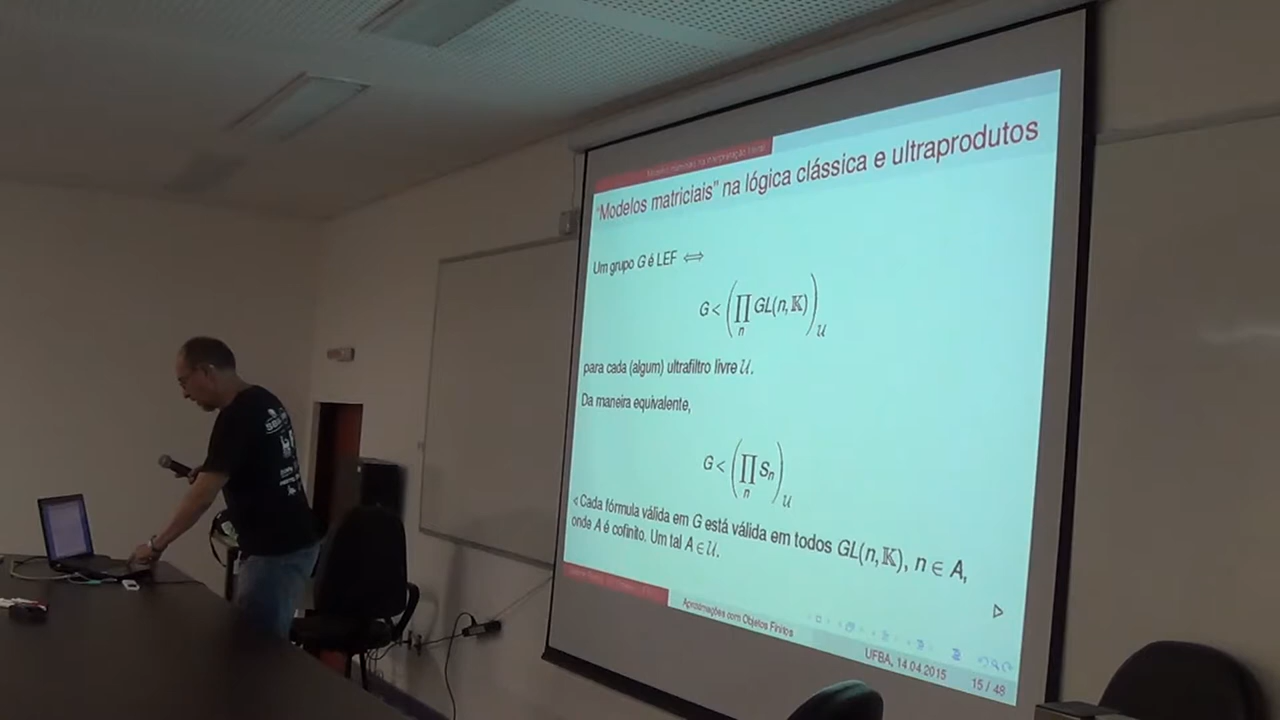 "Modelos matriciais" na lógica clássica e ultraprodutos
Um grupo G é LEF ⟺
G < (∏ₙ GL(n, 𝕂))_𝒰
para cada (algum) ultrafiltro livre 𝒰.
Da maneira equivalente,
G < (∏ₙ Sₙ)_𝒰
◁ Cada fórmula válida em G está válida em todos GL(n, 𝕂), n ∈ A,
onde A é cofinito. Um tal A ∈ 𝒰.
▷
Aproximações com Objetos Finitos
UFBA, 14 04 2015
15 / 48